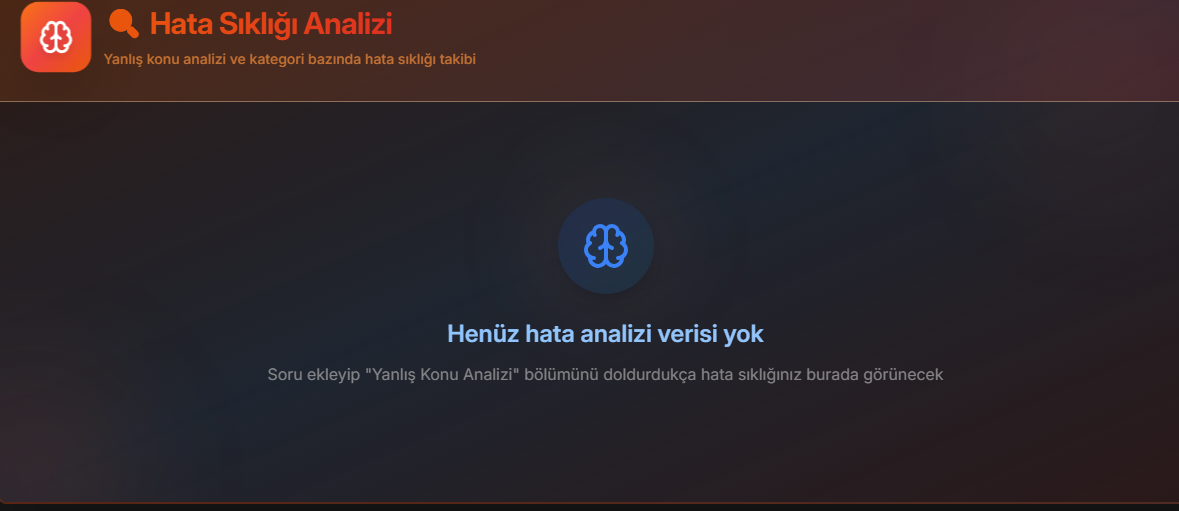 Hata Sıklığı Analizi
Yanlış konu analizi ve kategori bazında hata sıklığı takibi
Henüz hata analizi verisi yok
Soru ekleyip "Yanlış Konu Analizi" bölümünü doldurdukça hata sıklığınız burada görünecek